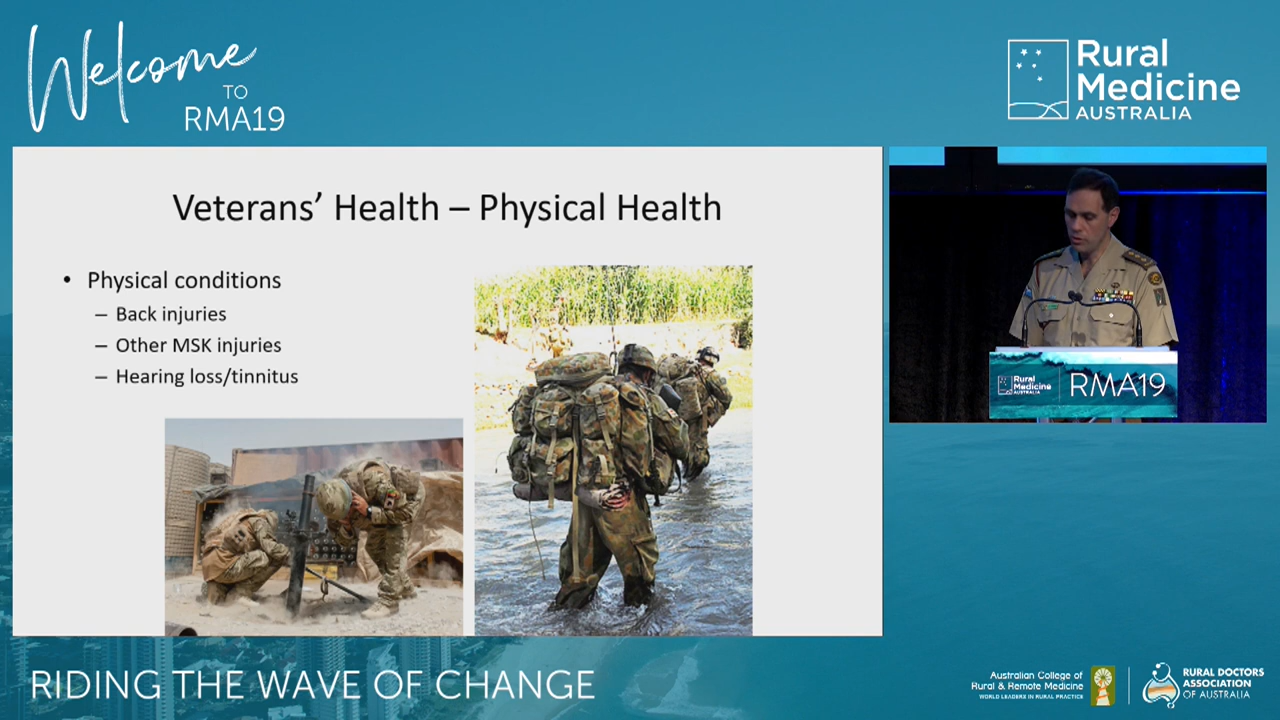 Welcome
TO
RMA19
Rural
Medicine
AUSTRALIA
Veterans' Health – Physical Health
• Physical conditions
– Back injuries
– Other MSK injuries
– Hearing loss/tinnitus
Rural
Medicine
AUSTRALIA
RMA19
RIDING THE WAVE OF CHANGE
Australian College of
Rural & Remote Medicine
WORLD LEADERS IN RURAL PRACTICE
RURAL DOCTORS
ASSOCIATION
OF AUSTRALIA